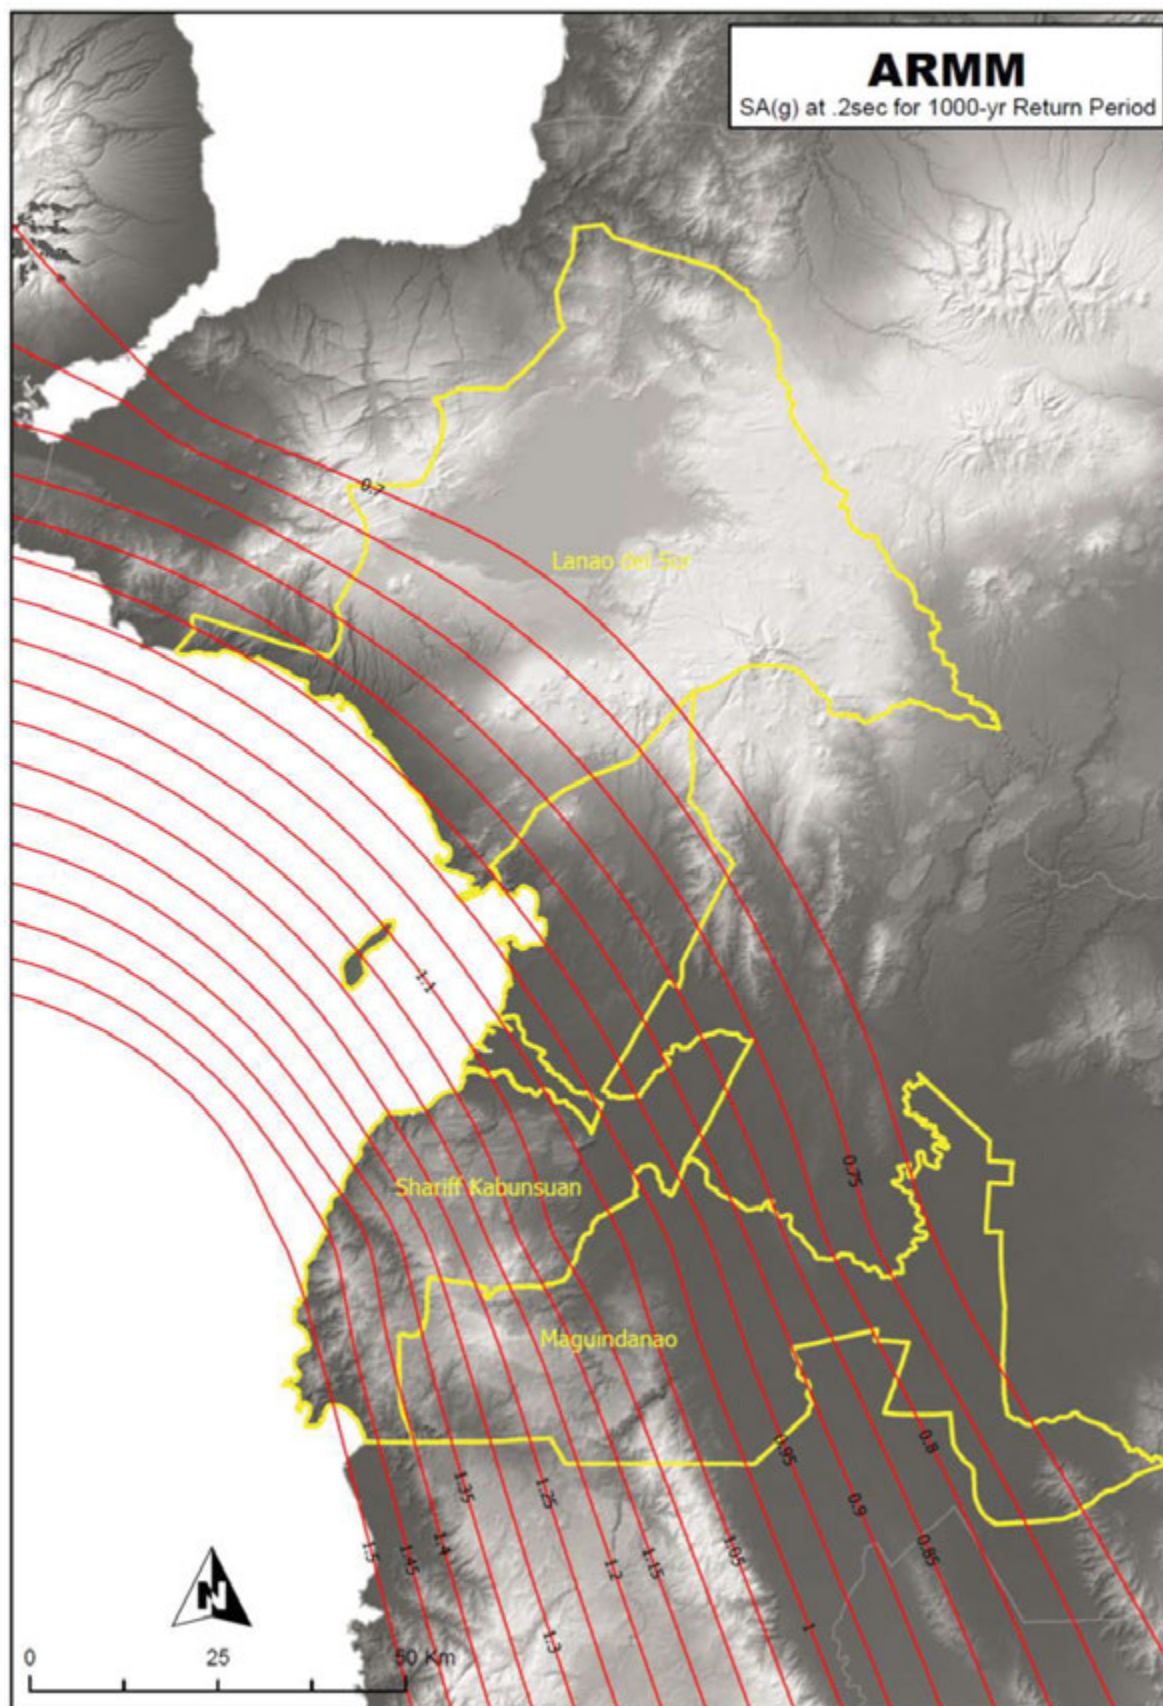 ARMM
SA(g) at .2sec for 1000-yr Return Period
0.7
Lanao del Sur
1.1
0.75
Shariff Kabunsuan
Maguindanao
0.8
0.95
1.35
1.25
0.9
1.5
1.45
1.4
1.2
1.15
1.05
0.85
1.3
1
N
0 25 50 Km